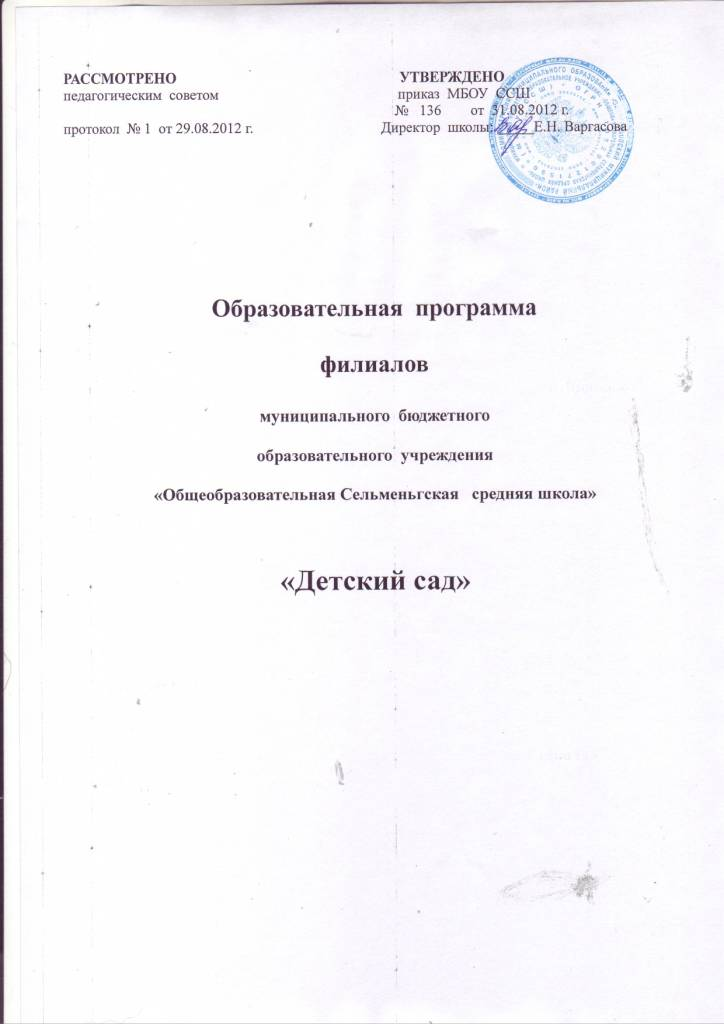 РАССМОТРЕНО
педагогическим советом
протокол № 1 от 29.08.2012 г.
УТВЕРЖДЕНО
приказ МБОУ ССШ
№ 136 от 31.08.2012 г.
Директор школы: Е.Н. Варгасова
Образовательная программа
филиалов
муниципального бюджетного
образовательного учреждения
«Общеобразовательная Сельменьгская средняя школа»
«Детский сад»